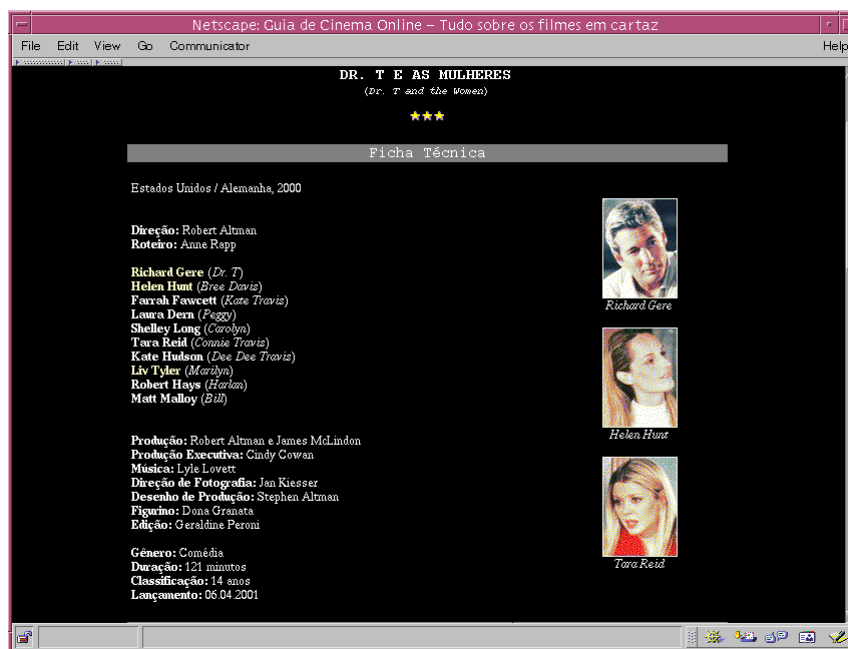 Netscape: Guia de Cinema Online – Tudo sobre os filmes em cartaz
File Edit View Go Communicator Help
DR. T E AS MULHERES
(Dr. T and the Women)
Ficha Técnica
Estados Unidos / Alemanha, 2000
Direção: Robert Altman
Roteiro: Anne Rapp
Richard Gere (Dr. T)
Helen Hunt (Bree Davis)
Farrah Fawcett (Kate Travis)
Laura Dern (Peggy)
Shelley Long (Carolyn)
Tara Reid (Connie Travis)
Kate Hudson (Dee Dee Travis)
Liv Tyler (Marilyn)
Robert Hays (Harlan)
Matt Malloy (Bill)
Produção: Robert Altman e James McLindon
Produção Executiva: Cindy Cowan
Música: Lyle Lovett
Direção de Fotografia: Jan Kiesser
Desenho de Produção: Stephen Altman
Figurino: Dona Granata
Edição: Geraldine Peroni
Gênero: Comédia
Duração: 121 minutos
Classificação: 14 anos
Lançamento: 06.04.2001
Richard Gere
Helen Hunt
Tara Reid